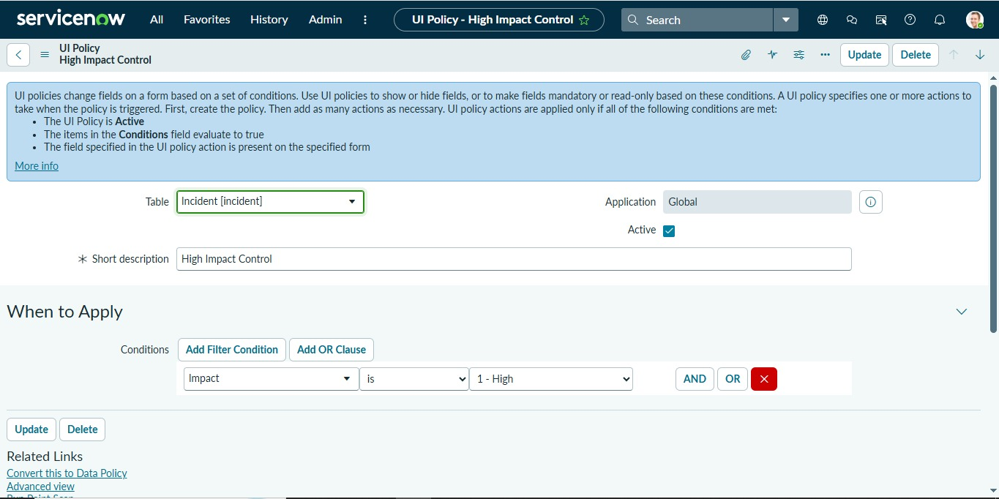 servicenow All Favorites History Admin UI Policy - High Impact Control Search
UI Policy
High Impact Control
Update Delete
UI policies change fields on a form based on a set of conditions. Use UI policies to show or hide fields, or to make fields mandatory or read-only based on these conditions. A UI policy specifies one or more actions to
take when the policy is triggered. First, create the policy. Then add as many actions as necessary. UI policy actions are applied only if all of the following conditions are met:
• The UI Policy is Active
• The items in the Conditions field evaluate to true
• The field specified in the UI policy action is present on the specified form
More info
Table Incident [incident] Application Global
Active
Short description High Impact Control
When to Apply
Conditions Add Filter Condition Add OR Clause
Impact is 1 - High AND OR
Update Delete
Related Links
Convert this to Data Policy
Advanced view